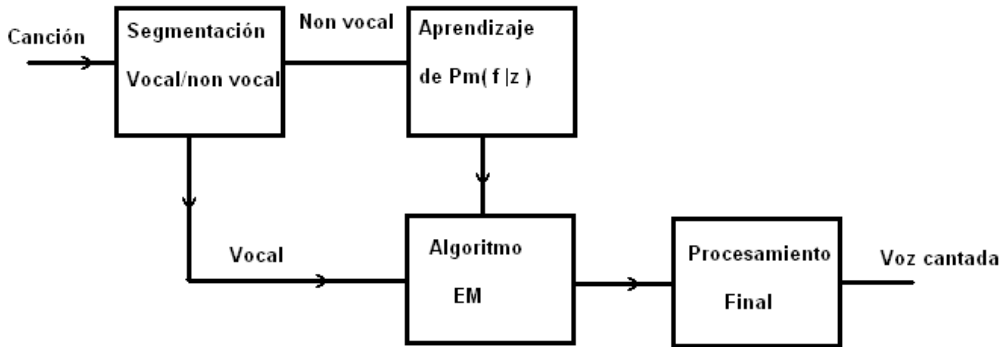 Canción
Segmentación
Vocal/non vocal
Non vocal
Aprendizaje
de Pm( f |z )
Vocal
Algoritmo
EM
Procesamiento
Final
Voz cantada